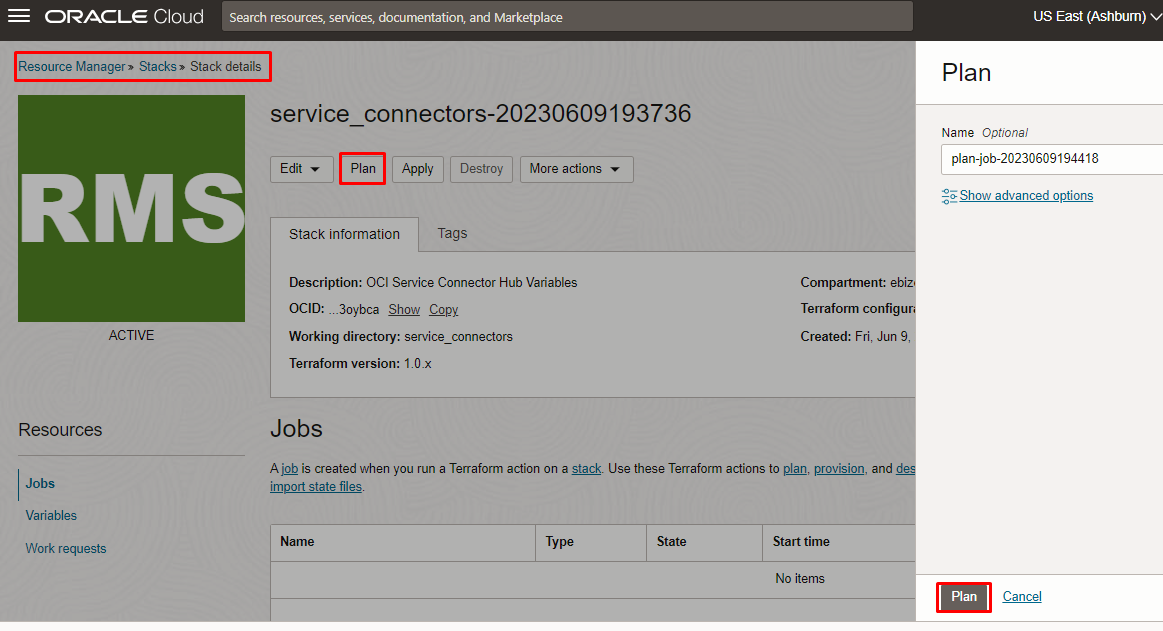 ORACLE Cloud
Search resources, services, documentation, and Marketplace
US East (Ashburn)
Resource Manager » Stacks » Stack details
RMS
ACTIVE
service_connectors-20230609193736
Edit
Plan
Apply
Destroy
More actions
Stack information
Tags
Description: OCI Service Connector Hub Variables
OCID: ...3oybca Show Copy
Working directory: service_connectors
Terraform version: 1.0.x
Compartment: ebiz
Terraform configura
Created: Fri, Jun 9,
Resources
Jobs
Variables
Work requests
Jobs
A job is created when you run a Terraform action on a stack. Use these Terraform actions to plan, provision, and des
import state files.
Name Type State Start time
No items
Plan
Name Optional
plan-job-20230609194418
Show advanced options
Plan
Cancel